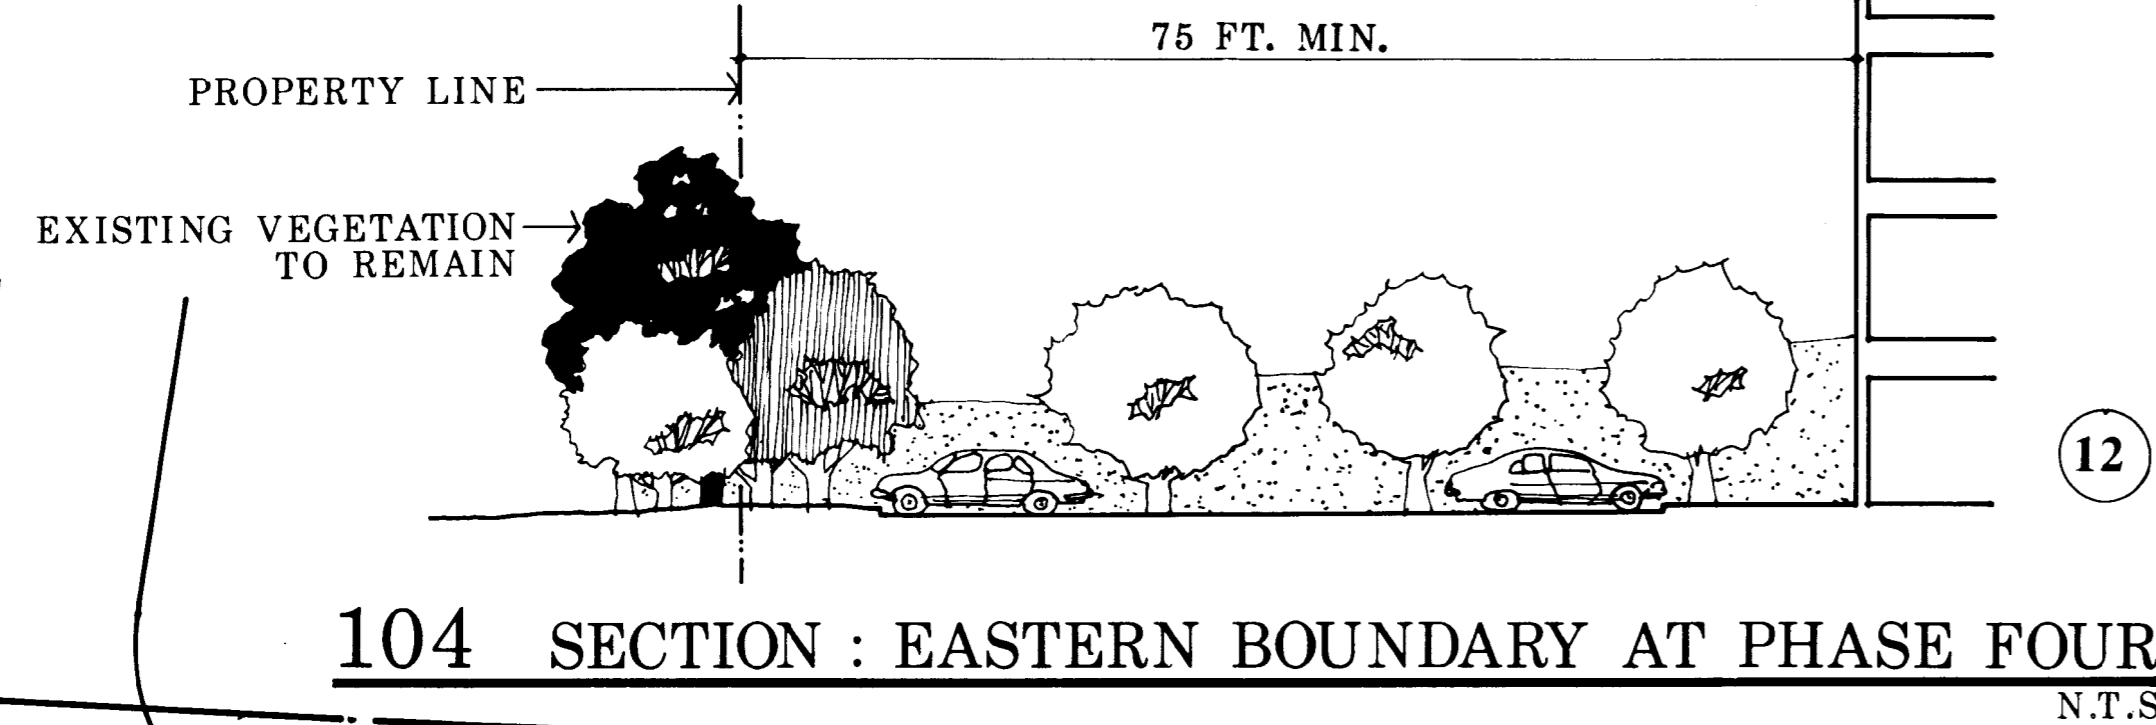 75 FT. MIN.
PROPERTY LINE
EXISTING VEGETATION
TO REMAIN
12
104 SECTION : EASTERN BOUNDARY AT PHASE FOUR
N.T.S